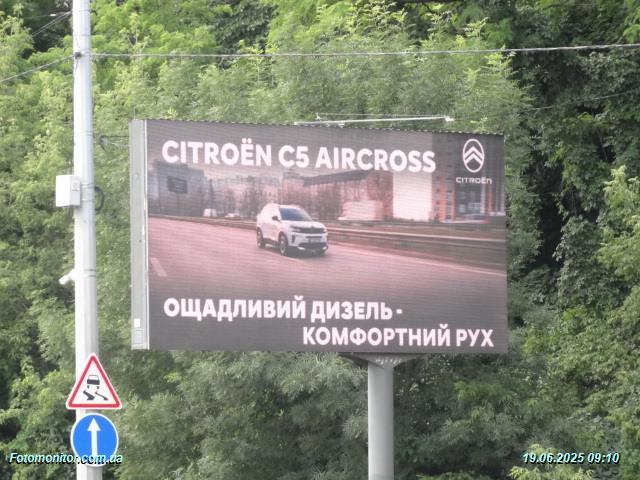 CITROËN C5 AIRCROSS
CITROËN
ОЩАДЛИВИЙ ДИЗЕЛЬ -
КОМФОРТНИЙ РУХ
Fotomonitor.com.ua
19.06.2025 09:10